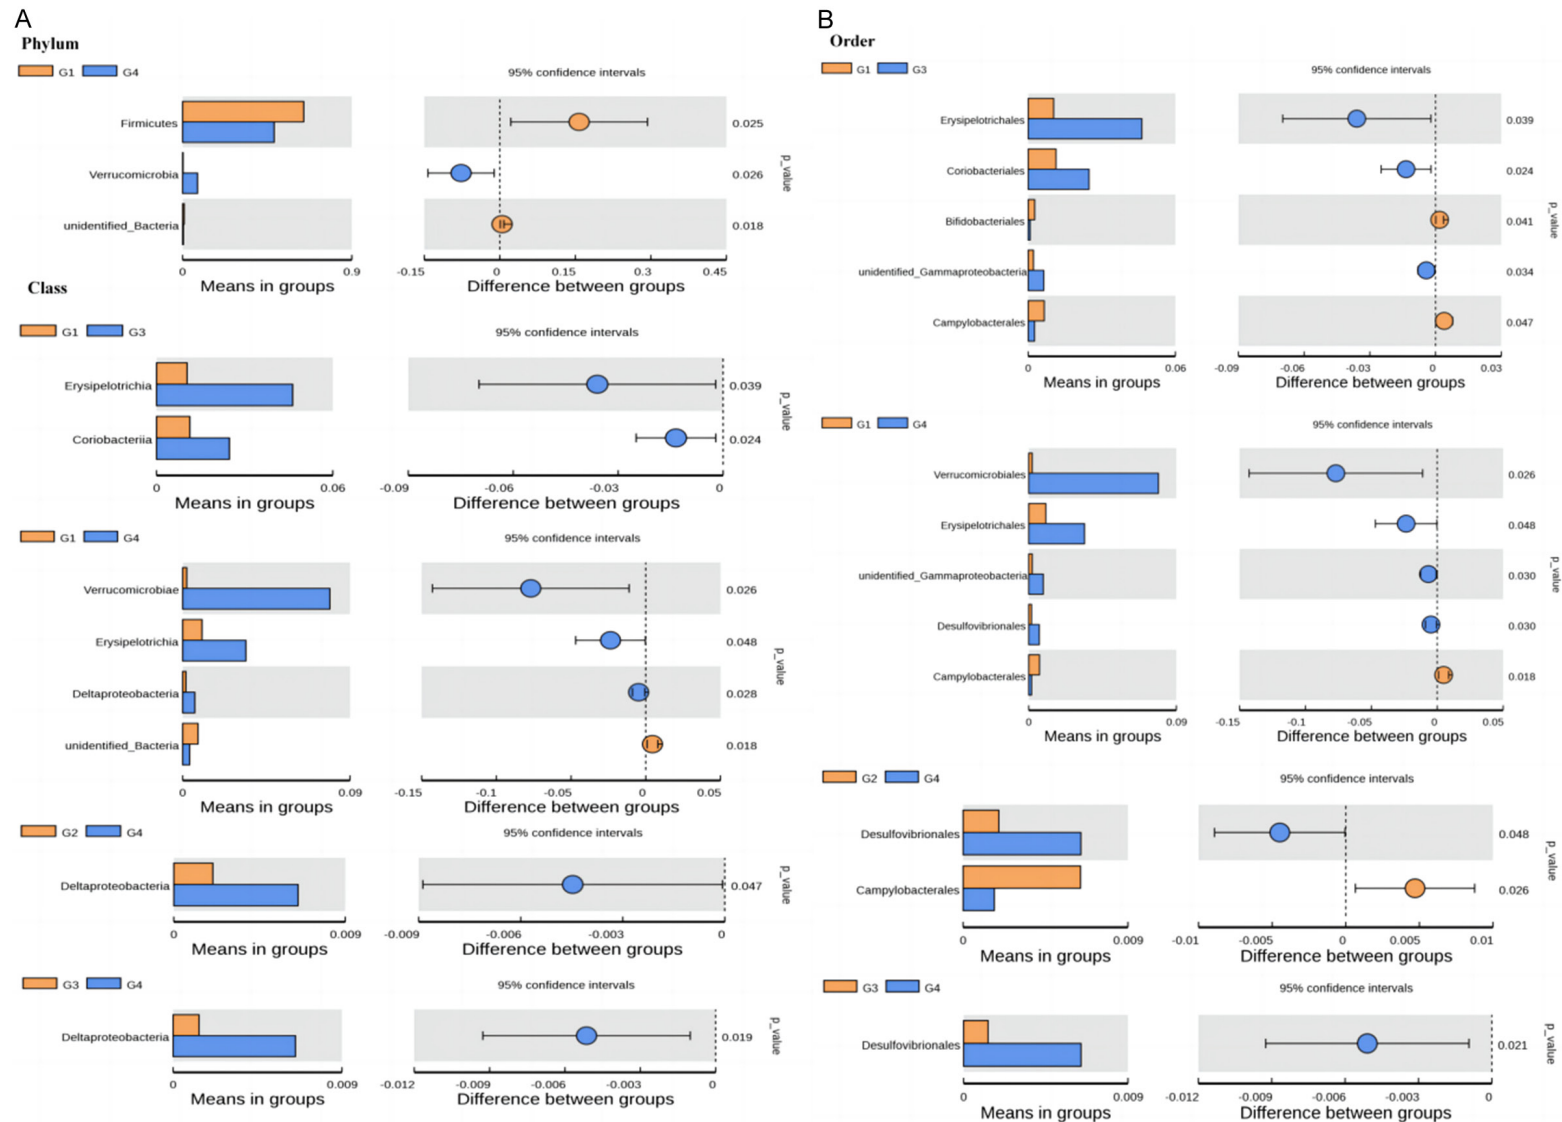 A
Phylum
G1 G4
95% confidence intervals
Firmicutes
0.025
Verrucomicrobia
0.026
unidentified_Bacteria
0.018
p_value
0 0.9
-0.15 0 0.15 0.3 0.45
Means in groups
Difference between groups
Class
G1 G3
95% confidence intervals
Erysipelotrichia
0.039
Coriobacteriia
0.024
p_value
0 0.06
-0.09 -0.06 -0.03 0
Means in groups
Difference between groups
G1 G4
95% confidence intervals
Verrucomicrobiae
0.026
Erysipelotrichia
0.048
Deltaproteobacteria
0.028
unidentified_Bacteria
0.018
p_value
0 0.09
-0.15 -0.1 -0.05 0 0.05
Means in groups
Difference between groups
G2 G4
95% confidence intervals
Deltaproteobacteria
0.047
p_value
0 0.009
-0.009 -0.006 -0.003 0
Means in groups
Difference between groups
G3 G4
95% confidence intervals
Deltaproteobacteria
0.019
p_value
0 0.009
-0.012 -0.009 -0.006 -0.003 0
Means in groups
Difference between groups
B
Order
G1 G3
95% confidence intervals
Erysipelotrichales
0.039
Coriobacteriales
0.024
Bifidobacteriales
0.041
unidentified_Gammaproteobacteria
0.034
Campylobacterales
0.047
p_value
0 0.06
-0.09 -0.06 -0.03 0 0.03
Means in groups
Difference between groups
G1 G4
95% confidence intervals
Verrucomicrobiales
0.026
Erysipelotrichales
0.048
unidentified_Gammaproteobacteria
0.030
Desulfovibrionales
0.030
Campylobacterales
0.018
p_value
0 0.09
-0.15 -0.1 -0.05 0 0.05
Means in groups
Difference between groups
G2 G4
95% confidence intervals
Desulfovibrionales
0.048
Campylobacterales
0.026
p_value
0 0.009
-0.01 -0.005 0 0.005 0.01
Means in groups
Difference between groups
G3 G4
95% confidence intervals
Desulfovibrionales
0.021
p_value
0 0.009
-0.012 -0.009 -0.006 -0.003 0
Means in groups
Difference between groups